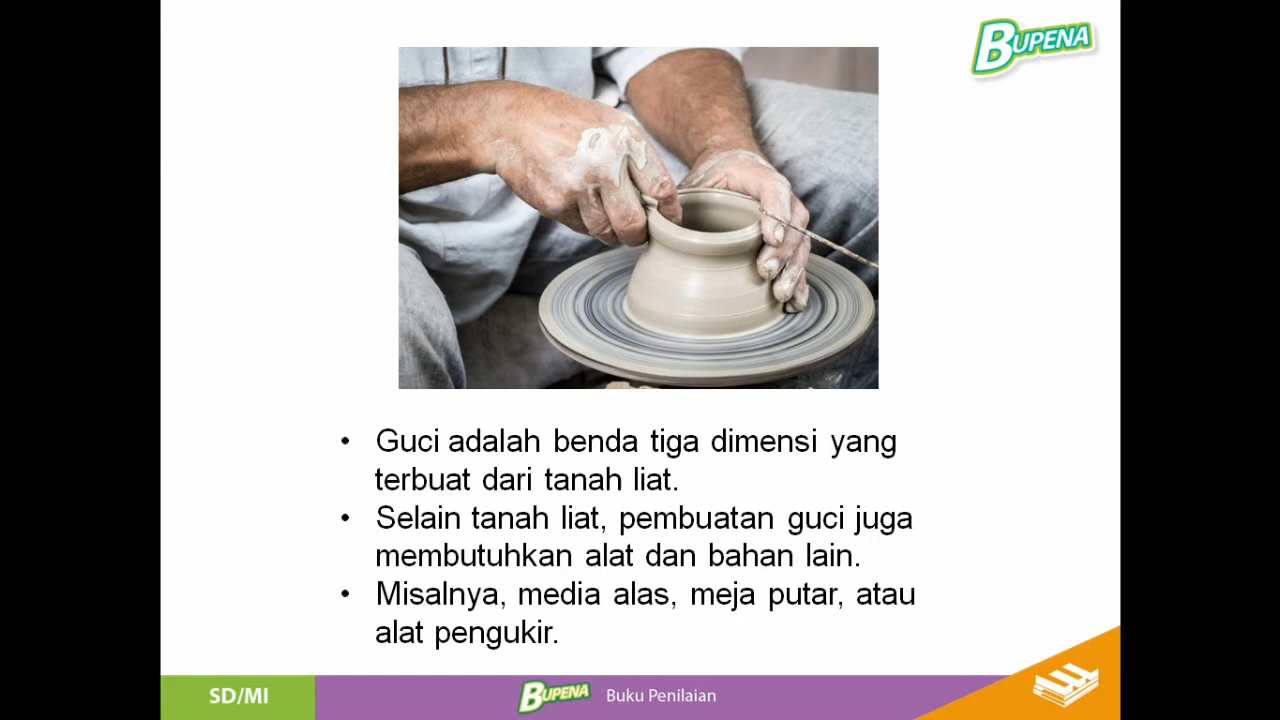 BUPENA
• Guci adalah benda tiga dimensi yang
terbuat dari tanah liat.
• Selain tanah liat, pembuatan guci juga
membutuhkan alat dan bahan lain.
• Misalnya, media alas, meja putar, atau
alat pengukir.
SD/MI
BUPENA Buku Penilaian